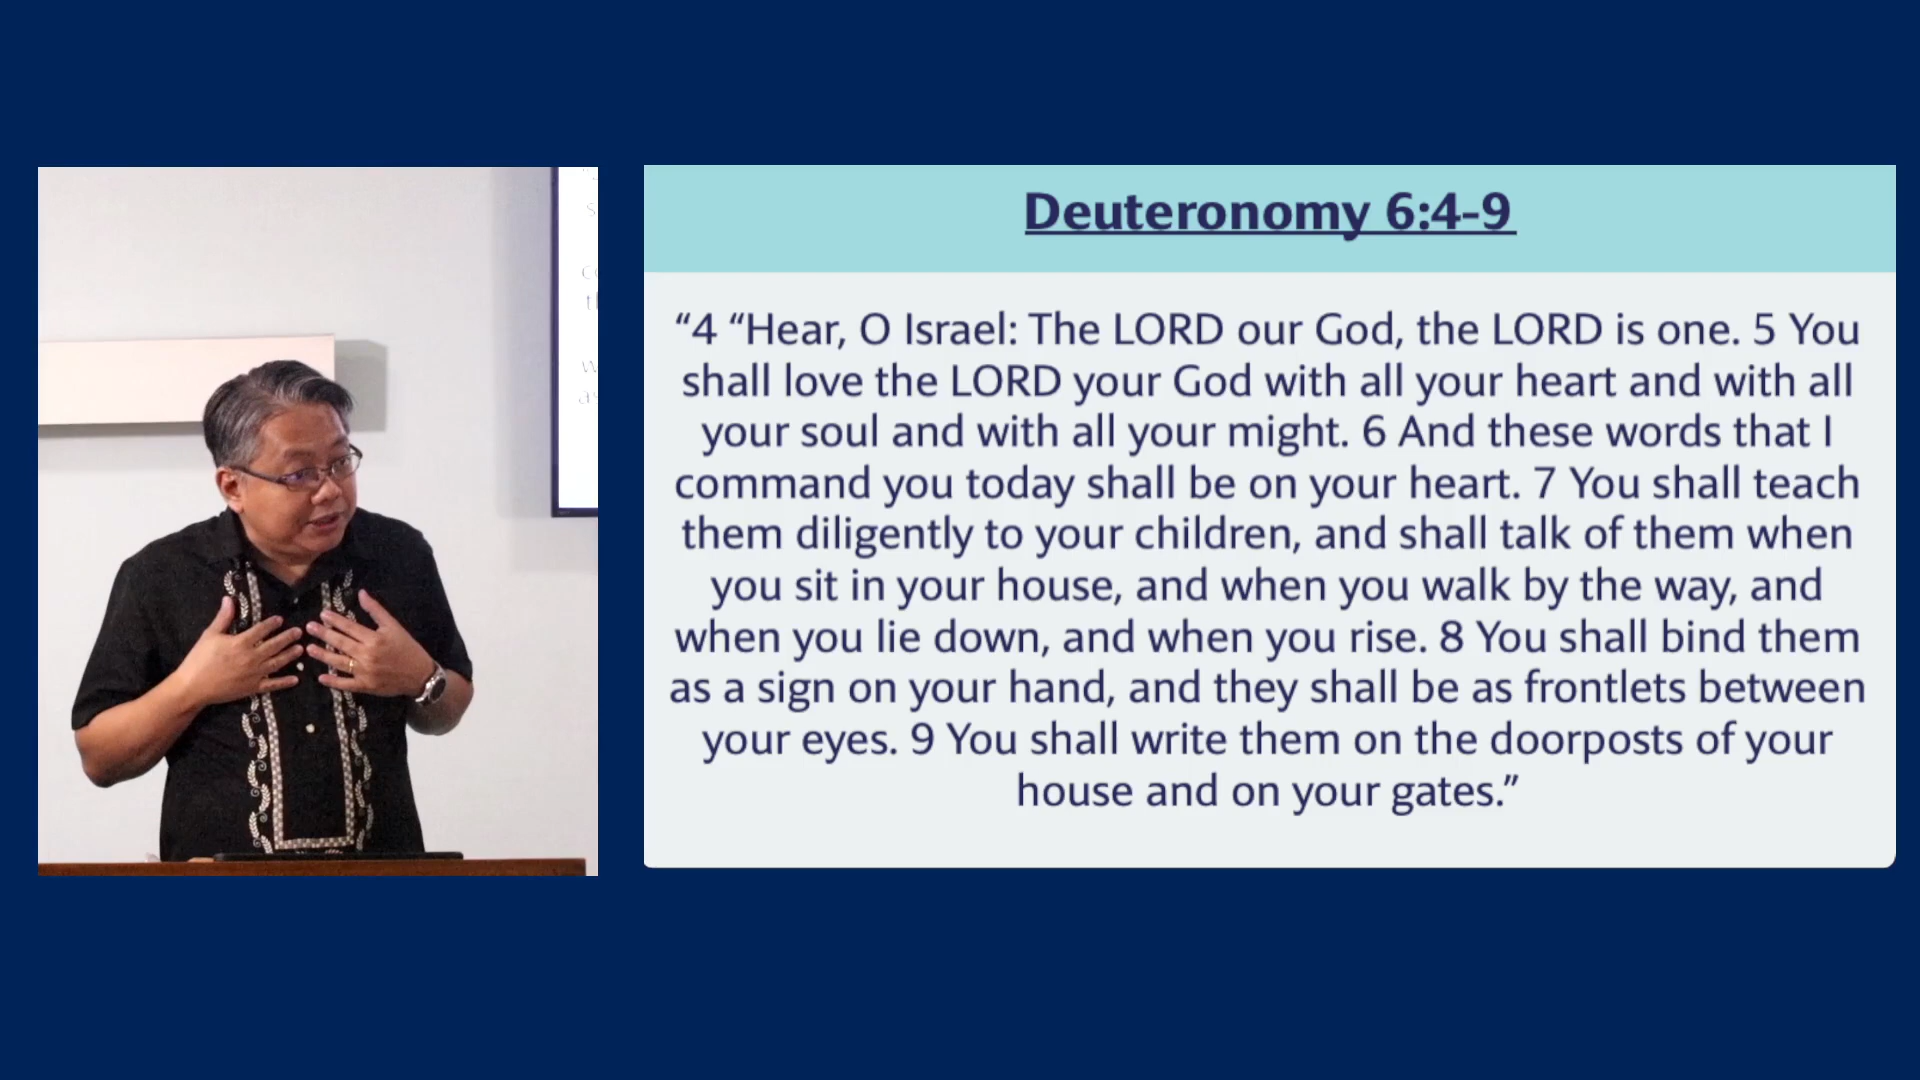 Deuteronomy 6:4-9
“4 “Hear, O Israel: The LORD our God, the LORD is one. 5 You
shall love the LORD your God with all your heart and with all
your soul and with all your might. 6 And these words that I
command you today shall be on your heart. 7 You shall teach
them diligently to your children, and shall talk of them when
you sit in your house, and when you walk by the way, and
when you lie down, and when you rise. 8 You shall bind them
as a sign on your hand, and they shall be as frontlets between
your eyes. 9 You shall write them on the doorposts of your
house and on your gates.”